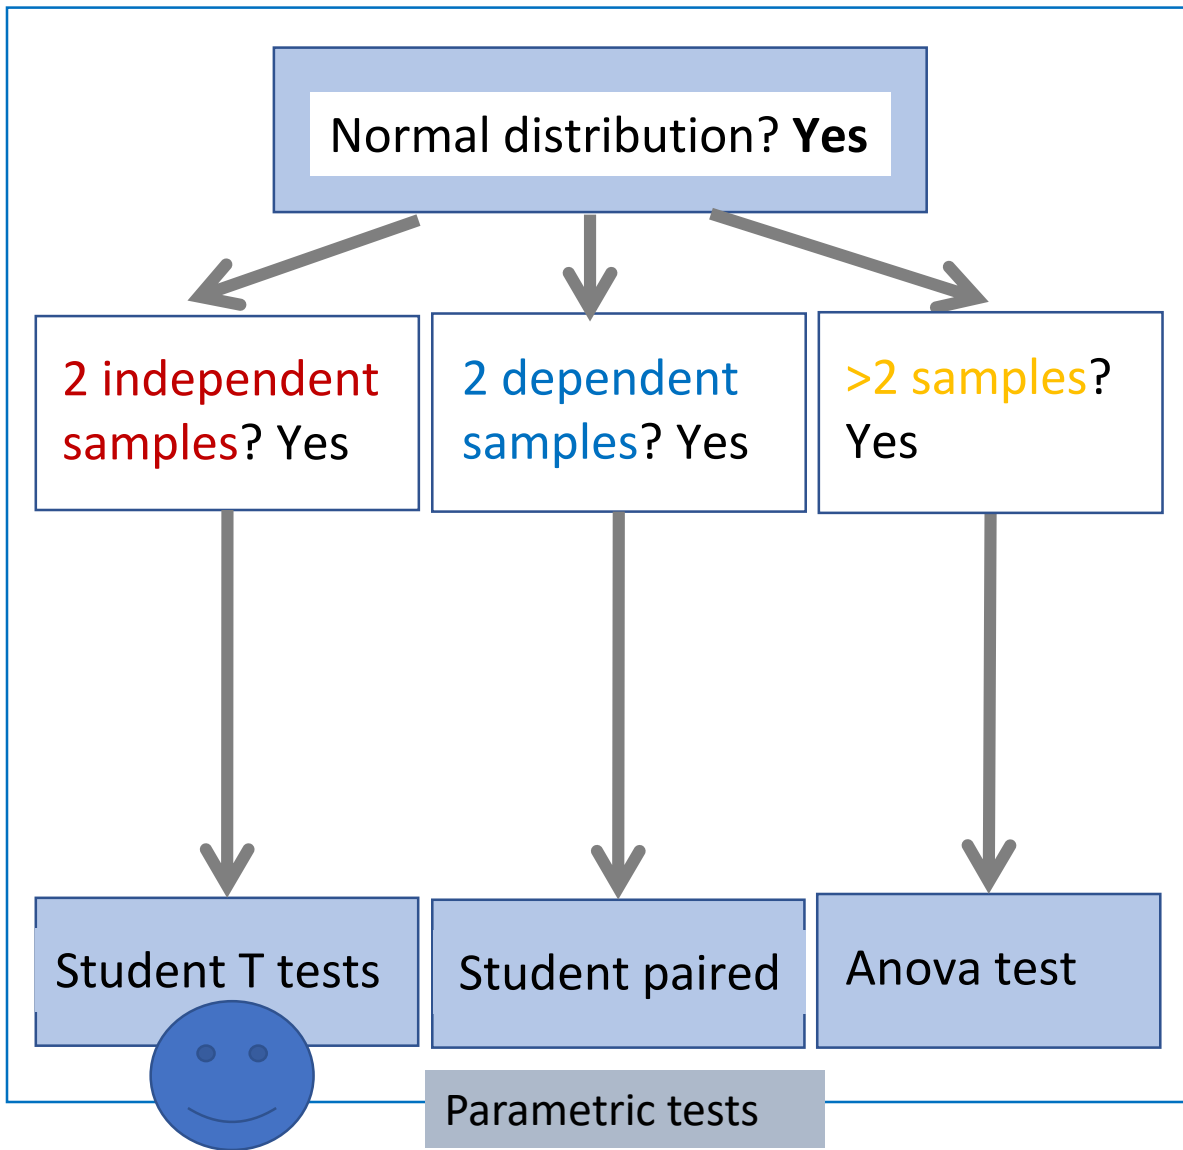 Normal distribution? Yes
2 independent
samples? Yes
2 dependent
samples? Yes
>2 samples?
Yes
Student T tests
Student paired
Anova test
Parametric tests